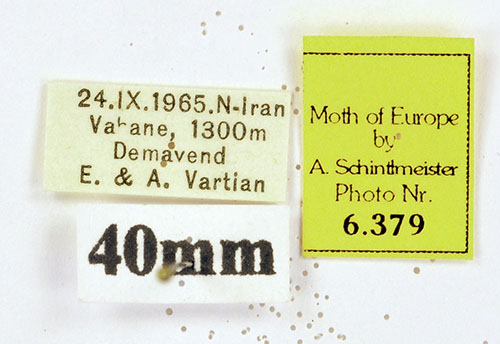 24.IX.1965.N-Iran
Vahane, 1300m
Demavend
E. & A. Vartian
40mm
Moth of Europe
by
A. Schintlmeister
Photo Nr.
6.379